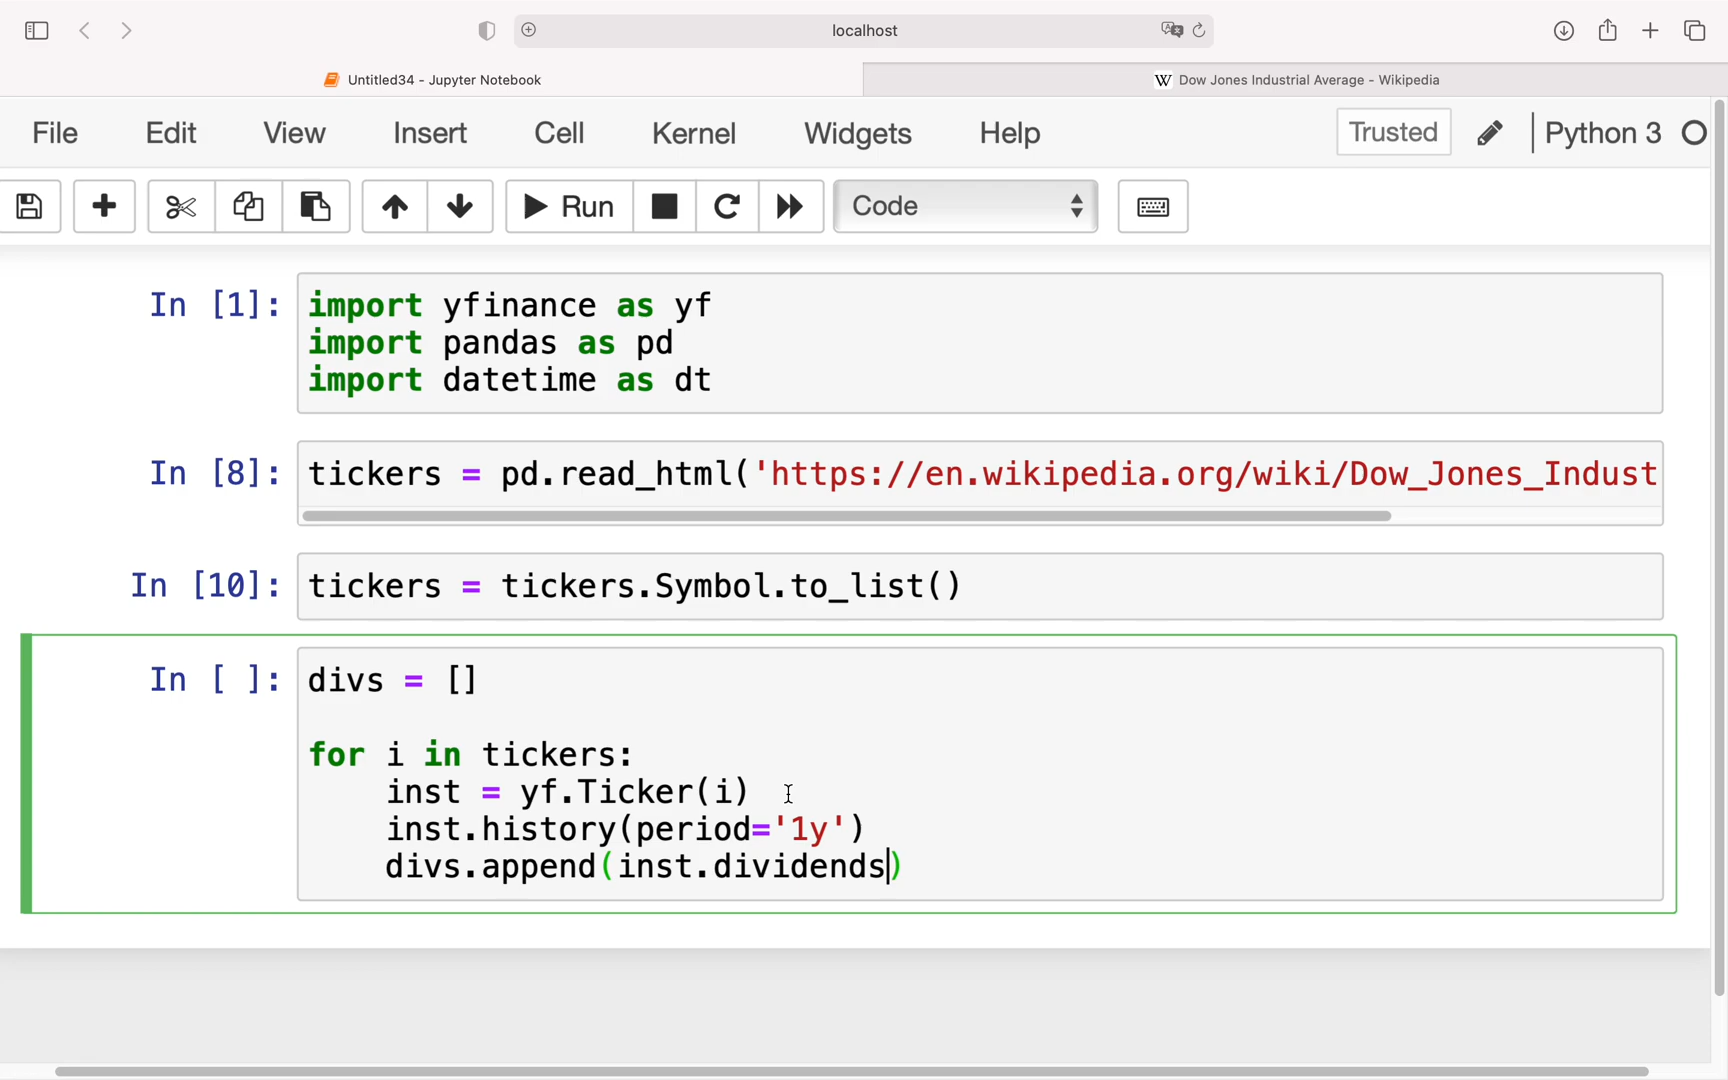 localhost
Untitled34 - Jupyter Notebook
Dow Jones Industrial Average - Wikipedia
File Edit View Insert Cell Kernel Widgets Help Trusted Python 3
Run Code
In [1]: import yfinance as yf
import pandas as pd
import datetime as dt
In [8]: tickers = pd.read_html('https://en.wikipedia.org/wiki/Dow_Jones_Indust
In [10]: tickers = tickers.Symbol.to_list()
In [ ]: divs = []
for i in tickers:
inst = yf.Ticker(i)
inst.history(period='1y')
divs.append(inst.dividends)